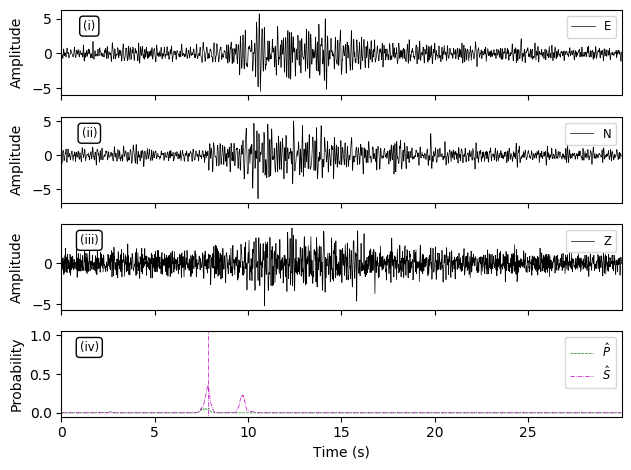 (i)
E
5
0
−5
Amplitude
(ii)
N
5
0
−5
Amplitude
(iii)
Z
0
−5
Amplitude
(iv)
P̂
Ŝ
1.0
0.5
0.0
Probability
0 5 10 15 20 25
Time (s)